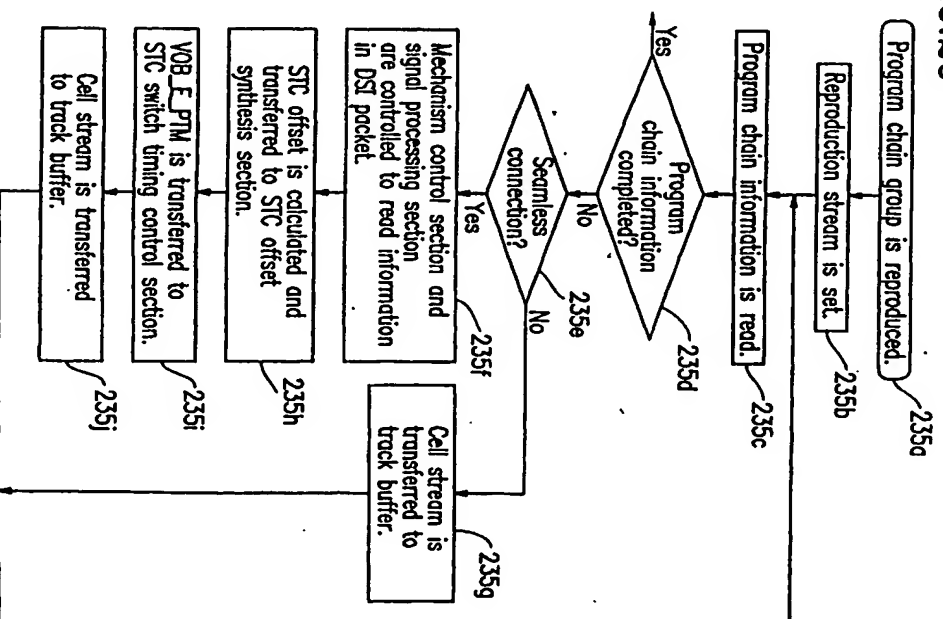 Program chain group is reproduced.
235a
Reproduction stream is set.
235b
Program chain information is read.
235c
Program
chain information
completed?
235d
Yes
No
Seamless
connection?
235e
Yes
No
Mechanism control section and
signal processing section
are controlled to read information
in DSI packet.
235f
Cell stream is
transferred to
track buffer.
235g
STC offset is calculated and
transferred to STC offset
synthesis section.
235h
VOB_E_PTM is transferred to
STC switch timing control section.
235i
Cell stream is transferred
to track buffer.
235j